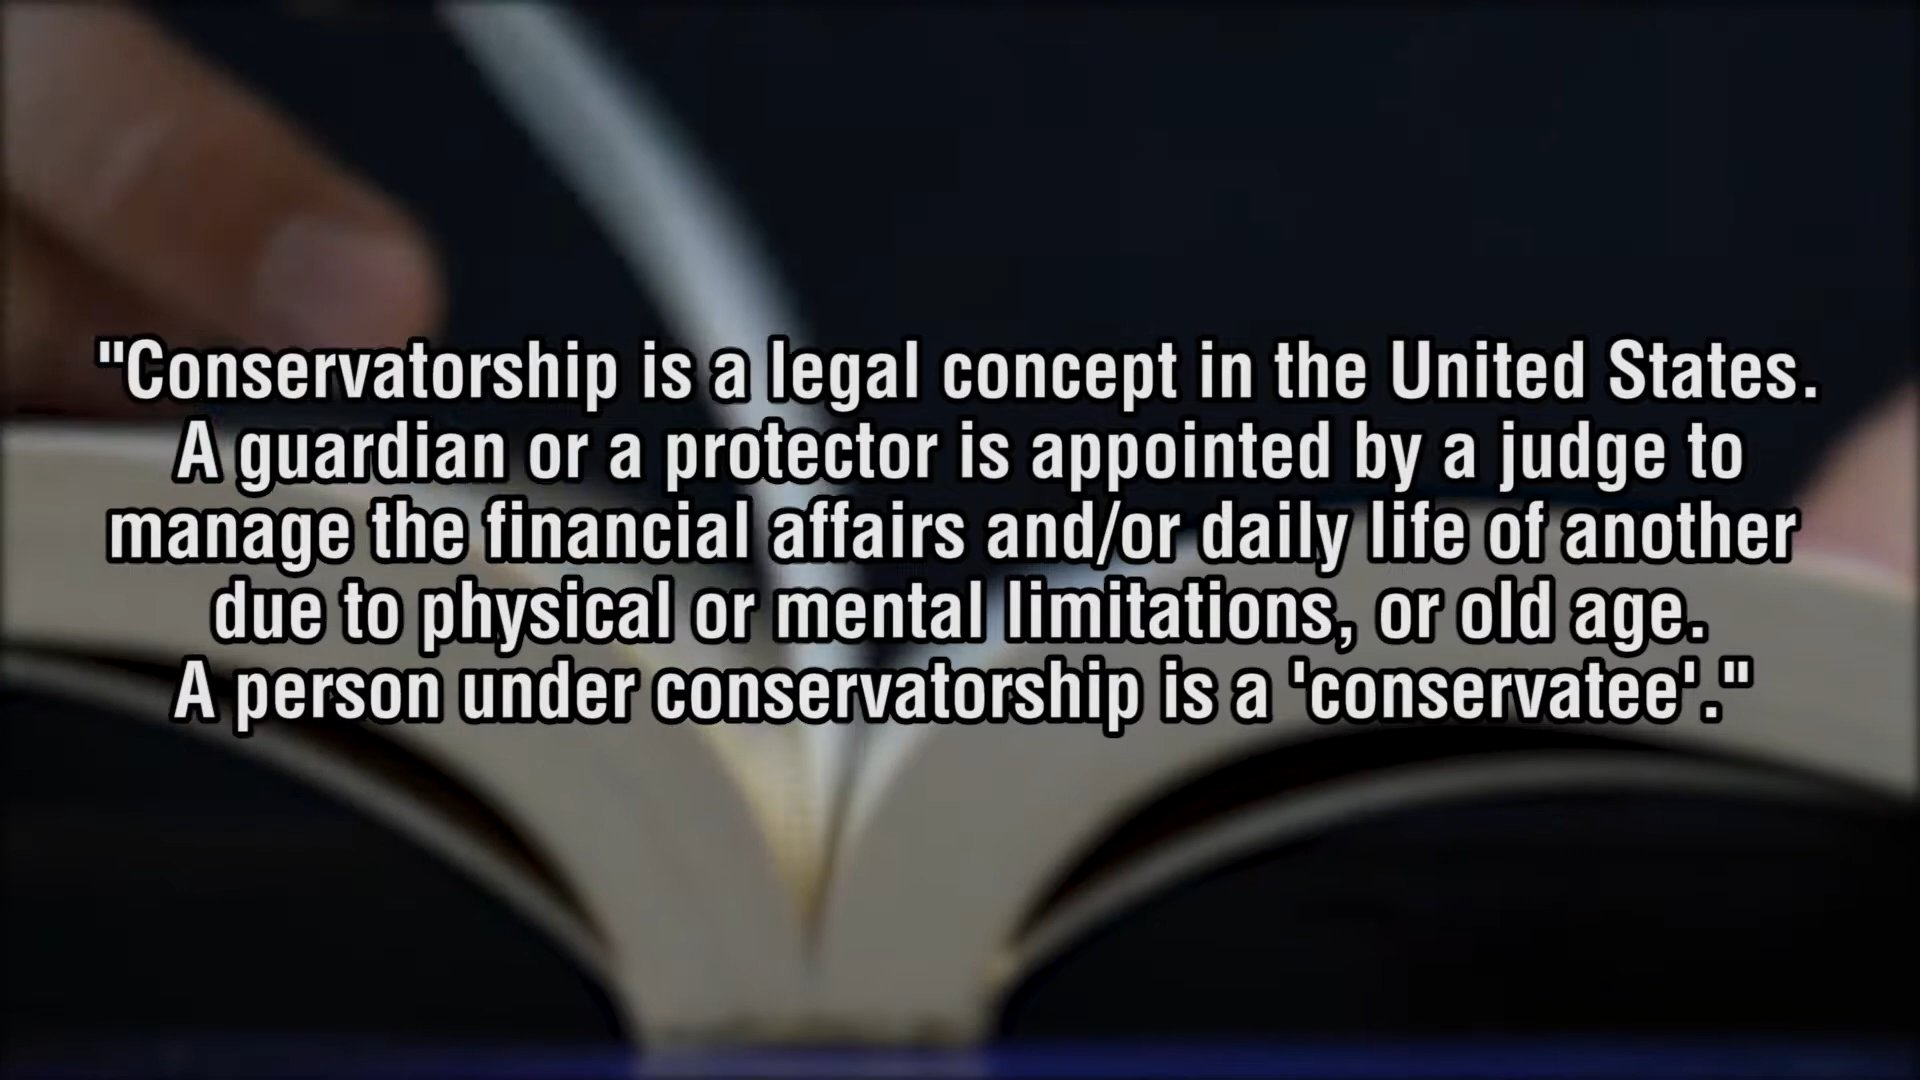 "Conservatorship is a legal concept in the United States.
A guardian or a protector is appointed by a judge to
manage the financial affairs and/or daily life of another
due to physical or mental limitations, or old age.
A person under conservatorship is a 'conservatee'."